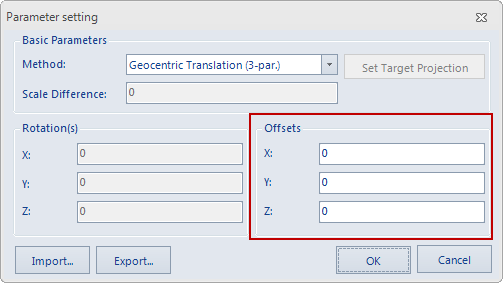 Parameter setting
Basic Parameters
Method: Geocentric Translation (3-par.) Set Target Projection
Scale Difference: 0
Rotation(s)
X: 0
Y: 0
Z: 0
Offsets
X: 0
Y: 0
Z: 0
Import... Export... OK Cancel